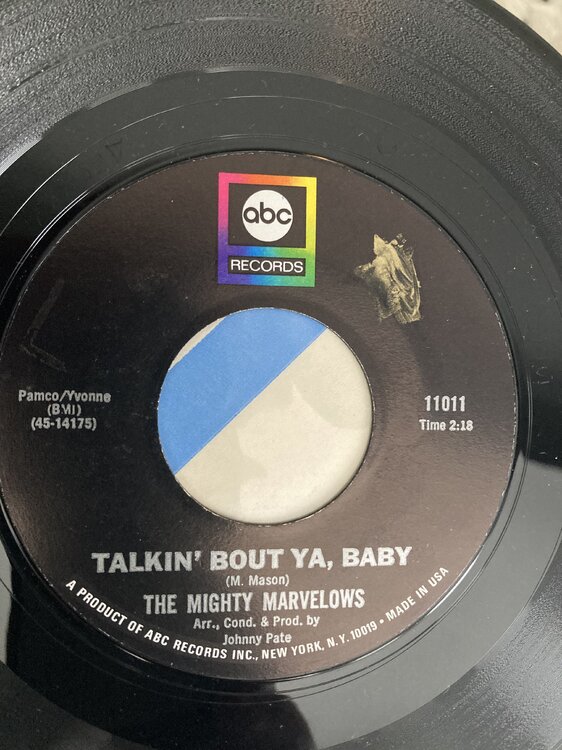 abc
RECORDS
Pamco/Yvonne
(BMI)
(45-14175)
11011
Time 2:18
TALKIN' BOUT YA, BABY
(M. Mason)
THE MIGHTY MARVELOWS
Arr., Cond. & Prod. by
Johnny Pate
A PRODUCT OF ABC RECORDS INC., NEW YORK, N.Y. 10019 • MADE IN USA